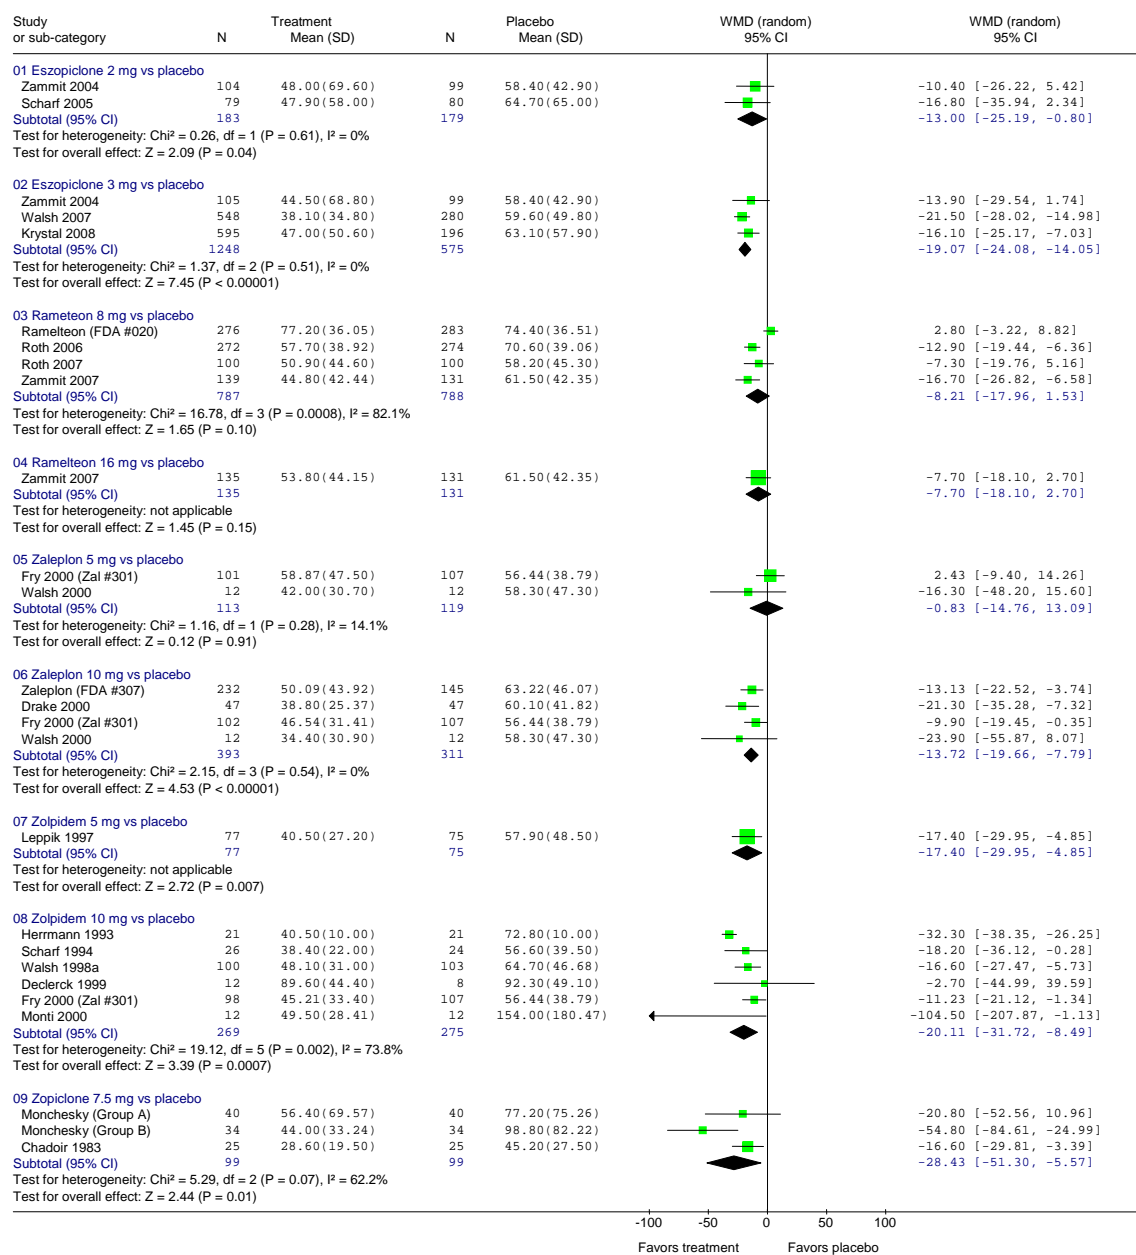 Study Treatment Placebo WMD (random) WMD (random)
or sub-category N Mean (SD) N Mean (SD) 95% CI 95% CI
01 Eszopiclone 2 mg vs placebo
Zammit 2004 104 48.00(69.60) 99 58.40(42.90) -10.40 [-26.22, 5.42]
Scharf 2005 79 47.90(58.00) 80 64.70(65.00) -16.80 [-35.94, 2.34]
Subtotal (95% CI) 183 179 -13.00 [-25.19, -0.80]
Test for heterogeneity: Chi² = 0.26, df = 1 (P = 0.61), I² = 0%
Test for overall effect: Z = 2.09 (P = 0.04)
02 Eszopiclone 3 mg vs placebo
Zammit 2004 105 44.50(68.80) 99 58.40(42.90) -13.90 [-29.54, 1.74]
Walsh 2007 548 38.10(34.80) 280 59.60(49.80) -21.50 [-28.02, -14.98]
Krystal 2008 595 47.00(50.60) 196 63.10(57.90) -16.10 [-25.17, -7.03]
Subtotal (95% CI) 1248 575 -19.07 [-24.08, -14.05]
Test for heterogeneity: Chi² = 1.37, df = 2 (P = 0.51), I² = 0%
Test for overall effect: Z = 7.45 (P < 0.00001)
03 Rameteon 8 mg vs placebo
Ramelteon (FDA #020) 276 77.20(36.05) 283 74.40(36.51) 2.80 [-3.22, 8.82]
Roth 2006 272 57.70(38.92) 274 70.60(39.06) -12.90 [-19.44, -6.36]
Roth 2007 100 50.90(44.60) 100 58.20(45.30) -7.30 [-19.76, 5.16]
Zammit 2007 139 44.80(42.44) 131 61.50(42.35) -16.70 [-26.82, -6.58]
Subtotal (95% CI) 787 788 -8.21 [-17.96, 1.53]
Test for heterogeneity: Chi² = 16.78, df = 3 (P = 0.0008), I² = 82.1%
Test for overall effect: Z = 1.65 (P = 0.10)
04 Ramelteon 16 mg vs placebo
Zammit 2007 135 53.80(44.15) 131 61.50(42.35) -7.70 [-18.10, 2.70]
Subtotal (95% CI) 135 131 -7.70 [-18.10, 2.70]
Test for heterogeneity: not applicable
Test for overall effect: Z = 1.45 (P = 0.15)
05 Zaleplon 5 mg vs placebo
Fry 2000 (Zal #301) 101 58.87(47.50) 107 56.44(38.79) 2.43 [-9.40, 14.26]
Walsh 2000 12 42.00(30.70) 12 58.30(47.30) -16.30 [-48.20, 15.60]
Subtotal (95% CI) 113 119 -0.83 [-14.76, 13.09]
Test for heterogeneity: Chi² = 1.16, df = 1 (P = 0.28), I² = 14.1%
Test for overall effect: Z = 0.12 (P = 0.91)
06 Zaleplon 10 mg vs placebo
Zaleplon (FDA #307) 232 50.09(43.92) 145 63.22(46.07) -13.13 [-22.52, -3.74]
Drake 2000 47 38.80(25.37) 47 60.10(41.82) -21.30 [-35.28, -7.32]
Fry 2000 (Zal #301) 102 46.54(31.41) 107 56.44(38.79) -9.90 [-19.45, -0.35]
Walsh 2000 12 34.40(30.90) 12 58.30(47.30) -23.90 [-55.87, 8.07]
Subtotal (95% CI) 393 311 -13.72 [-19.66, -7.79]
Test for heterogeneity: Chi² = 2.15, df = 3 (P = 0.54), I² = 0%
Test for overall effect: Z = 4.53 (P < 0.00001)
07 Zolpidem 5 mg vs placebo
Leppik 1997 77 40.50(27.20) 75 57.90(48.50) -17.40 [-29.95, -4.85]
Subtotal (95% CI) 77 75 -17.40 [-29.95, -4.85]
Test for heterogeneity: not applicable
Test for overall effect: Z = 2.72 (P = 0.007)
08 Zolpidem 10 mg vs placebo
Herrmann 1993 21 40.50(10.00) 21 72.80(10.00) -32.30 [-38.35, -26.25]
Scharf 1994 26 38.40(22.00) 24 56.60(39.50) -18.20 [-36.12, -0.28]
Walsh 1998a 100 48.10(31.00) 103 64.70(46.68) -16.60 [-27.47, -5.73]
Declerck 1999 12 89.60(44.40) 8 92.30(49.10) -2.70 [-44.99, 39.59]
Fry 2000 (Zal #301) 98 45.21(33.40) 107 56.44(38.79) -11.23 [-21.12, -1.34]
Monti 2000 12 49.50(28.41) 12 154.00(180.47) -104.50 [-207.87, -1.13]
Subtotal (95% CI) 269 275 -20.11 [-31.72, -8.49]
Test for heterogeneity: Chi² = 19.12, df = 5 (P = 0.002), I² = 73.8%
Test for overall effect: Z = 3.39 (P = 0.0007)
09 Zopiclone 7.5 mg vs placebo
Monchesky (Group A) 40 56.40(69.57) 40 77.20(75.26) -20.80 [-52.56, 10.96]
Monchesky (Group B) 34 44.00(33.24) 34 98.80(82.22) -54.80 [-84.61, -24.99]
Chadoir 1983 25 28.60(19.50) 25 45.20(27.50) -16.60 [-29.81, -3.39]
Subtotal (95% CI) 99 99 -28.43 [-51.30, -5.57]
Test for heterogeneity: Chi² = 5.29, df = 2 (P = 0.07), I² = 62.2%
Test for overall effect: Z = 2.44 (P = 0.01)
-100 -50 0 50 100
Favors treatment Favors placebo